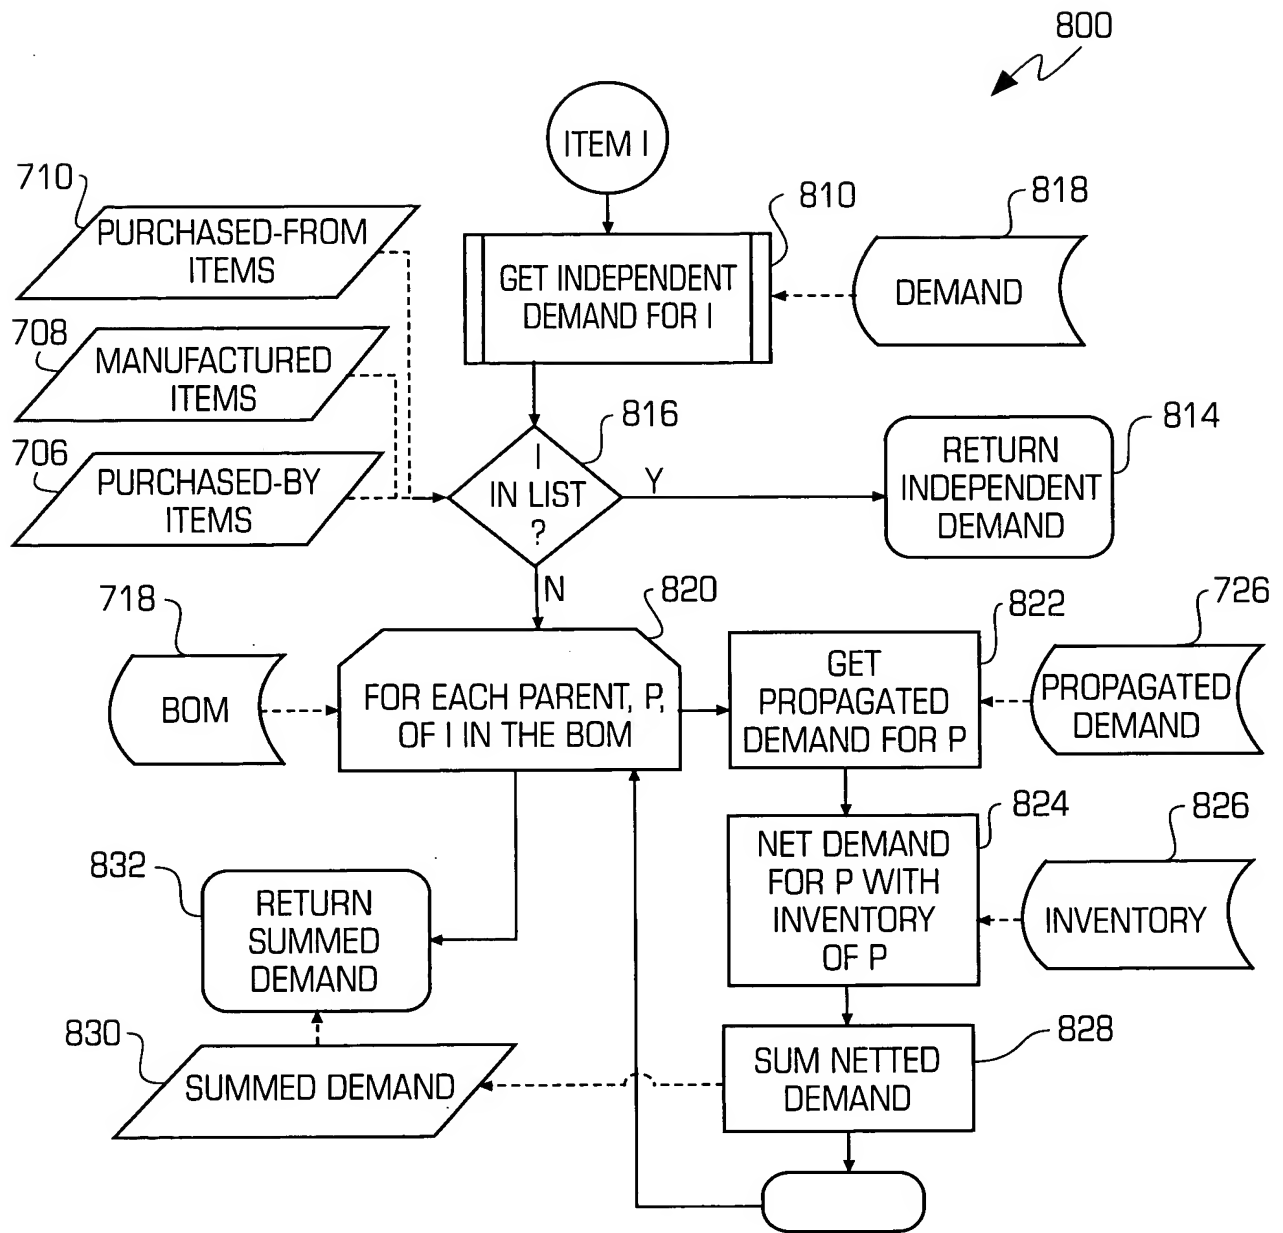 800
ITEM I
710
PURCHASED-FROM
ITEMS
810
GET INDEPENDENT
DEMAND FOR I
818
DEMAND
708
MANUFACTURED
ITEMS
706
PURCHASED-BY
ITEMS
816
I
IN LIST
?
Y
N
814
RETURN
INDEPENDENT
DEMAND
718
BOM
820
FOR EACH PARENT, P,
OF I IN THE BOM
822
GET
PROPAGATED
DEMAND FOR P
726
PROPAGATED
DEMAND
824
NET DEMAND
FOR P WITH
INVENTORY
OF P
826
INVENTORY
832
RETURN
SUMMED
DEMAND
830
SUMMED DEMAND
828
SUM NETTED
DEMAND